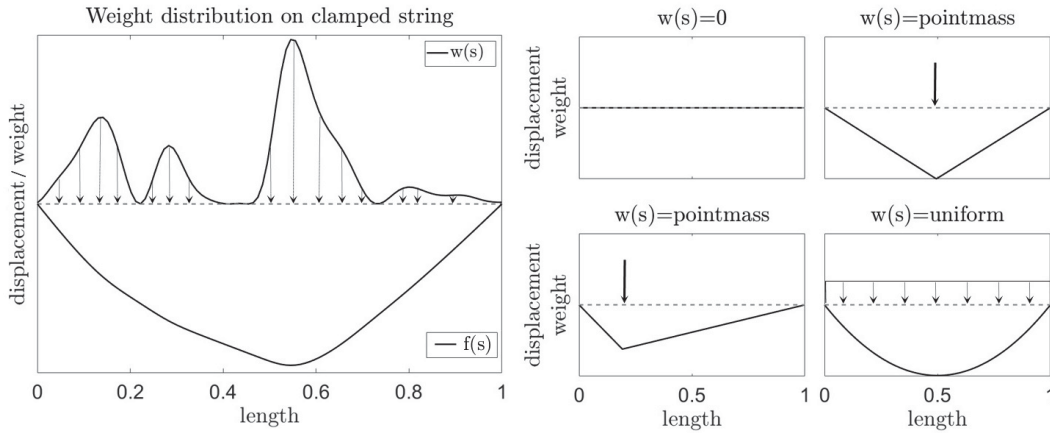 Weight distribution on clamped string
displacement / weight
w(s)
f(s)
0 0.2 0.4 0.6 0.8 1
length
w(s)=0
displacement
weight
w(s)=pointmass
w(s)=pointmass
displacement
weight
0 0.5 1
length
w(s)=uniform
0 0.5 1
length